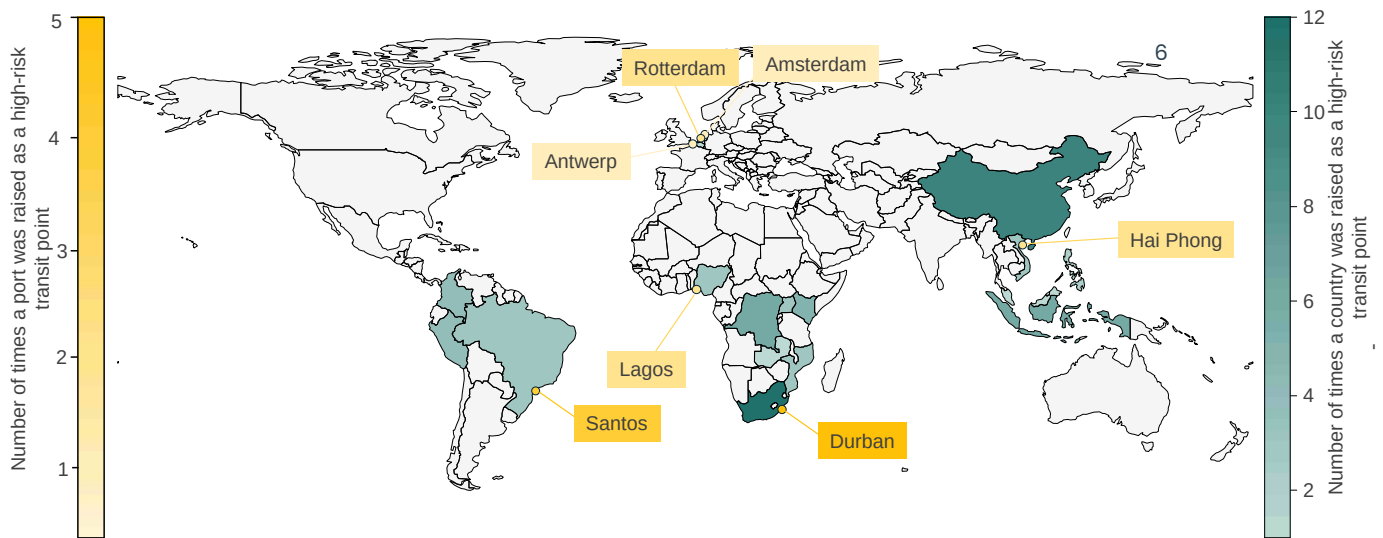 5
4
3
2
1
Number of times a port was raised as a high-risk
transit point
Rotterdam
Amsterdam
Antwerp
Hai Phong
Lagos
Santos
Durban
6
12
10
8
6
4
2
Number of times a country was raised as a high-risk
transit point
-